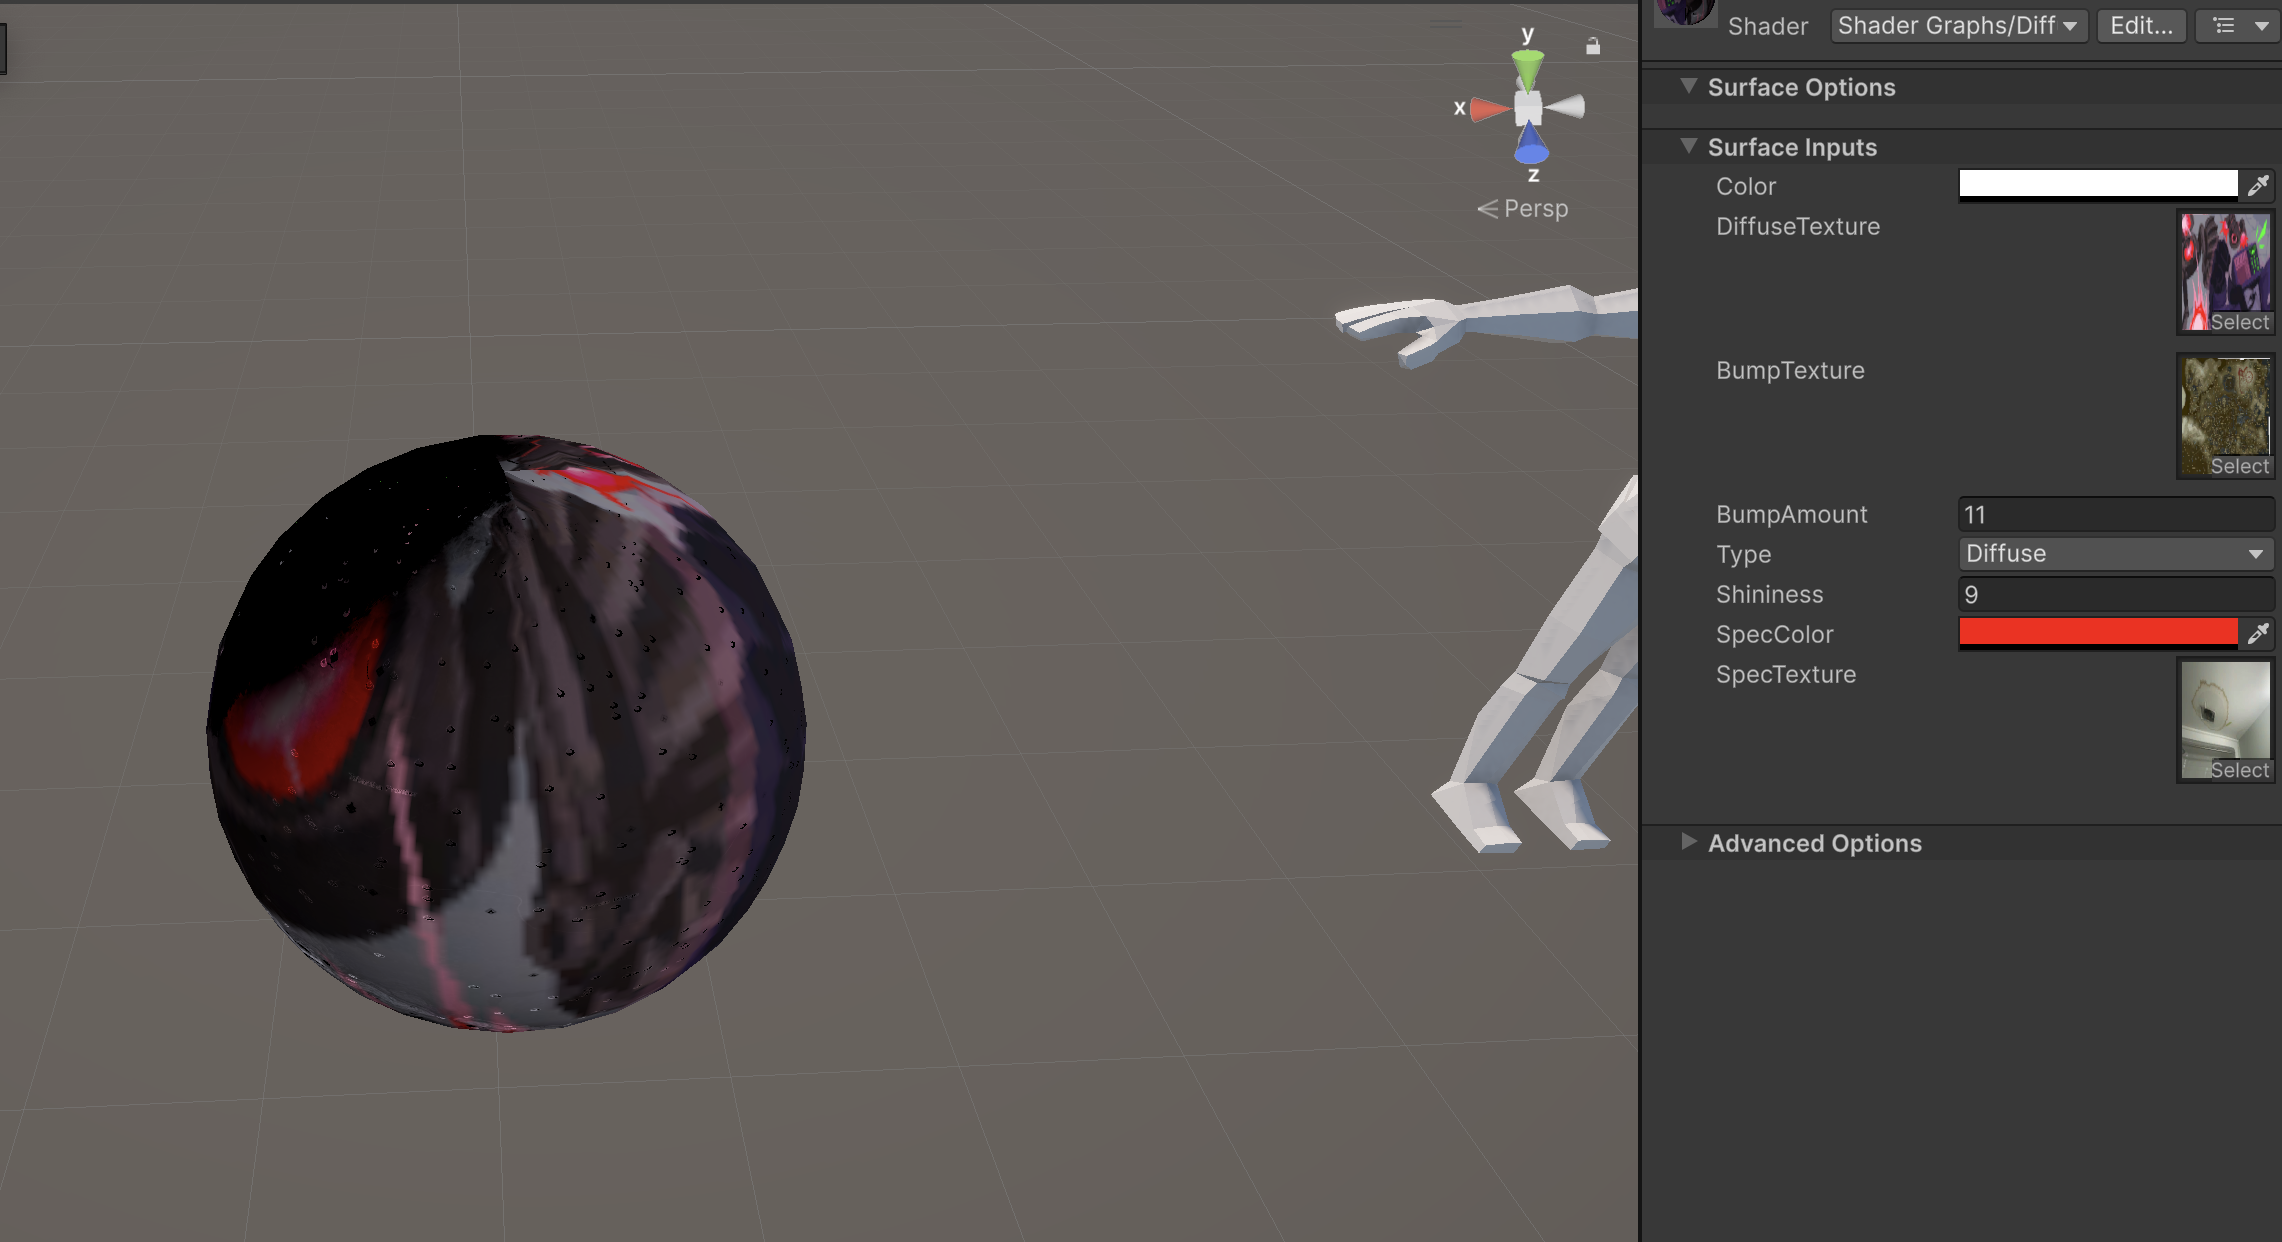 y
x
z
Persp
Shader
Shader Graphs/Diff
Edit...
Surface Options
Surface Inputs
Color
DiffuseTexture
Select
BumpTexture
Select
BumpAmount
11
Type
Diffuse
Shininess
9
SpecColor
SpecTexture
Select
Advanced Options